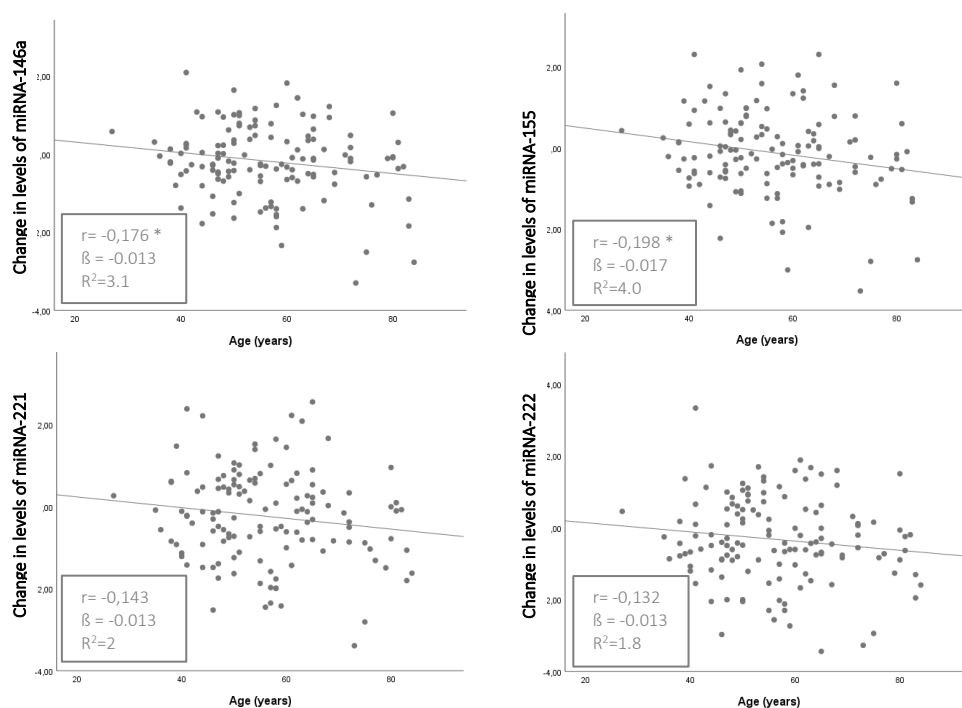 Change in levels of miRNA-146a
2,00
,00
2,00
-4,00
r= -0,176 *
ß = -0.013
R²=3.1
20 40 60 80
Age (years)
Change in levels of miRNA-155
2,00
,00
2,00
4,00
r= -0,198 *
ß = -0.017
R²=4.0
20 40 60 80
Age (years)
Change in levels of miRNA-221
2,00
,00
2,00
-4,00
r= -0,143
ß = -0.013
R²=2
20 40 60 80
Age (years)
Change in levels of miRNA-222
4,00
2,00
,00
2,00
-4,00
r= -0,132
ß = -0.013
R²=1.8
20 40 60 80
Age (years)